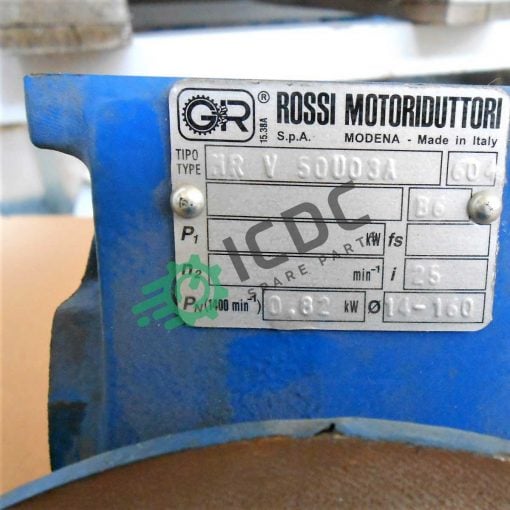 GR ® 15.38A ROSSI MOTORIDUTTORI
S.p.A. MODENA - Made in Italy
TIPO TYPE MR V 50U03A 604
B6
P1 kW fs
n2 min⁻¹ i 25
PN(1400 min⁻¹) 0.82 kW Ø 14-160
ICDC
SPARE PARTS